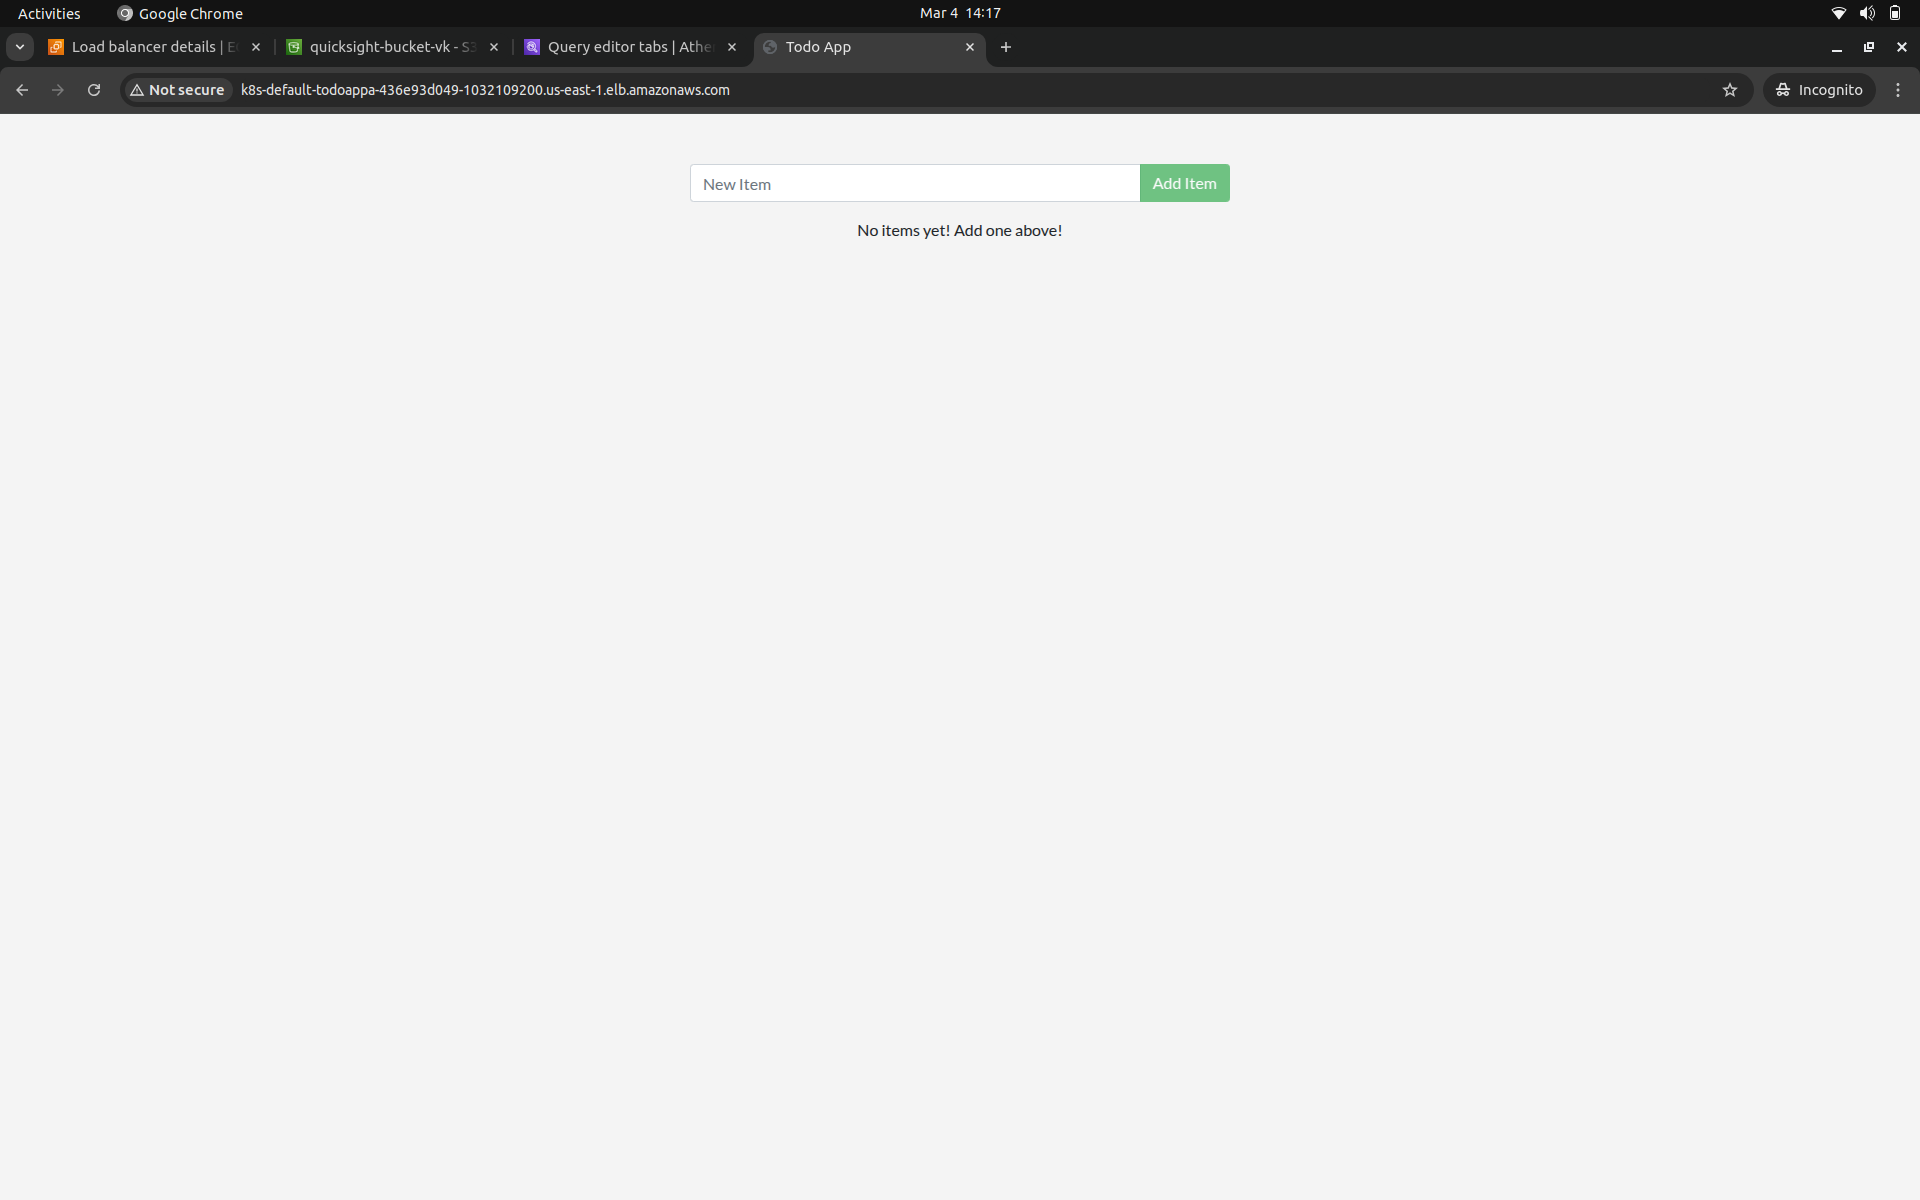 Activities
Google Chrome
Mar 4 14:17
Load balancer details |
quicksight-bucket-vk - S3
Query editor tabs | Athe
Todo App
Not secure
k8s-default-todoappa-436e93d049-1032109200.us-east-1.elb.amazonaws.com
Incognito
New Item
Add Item
No items yet! Add one above!